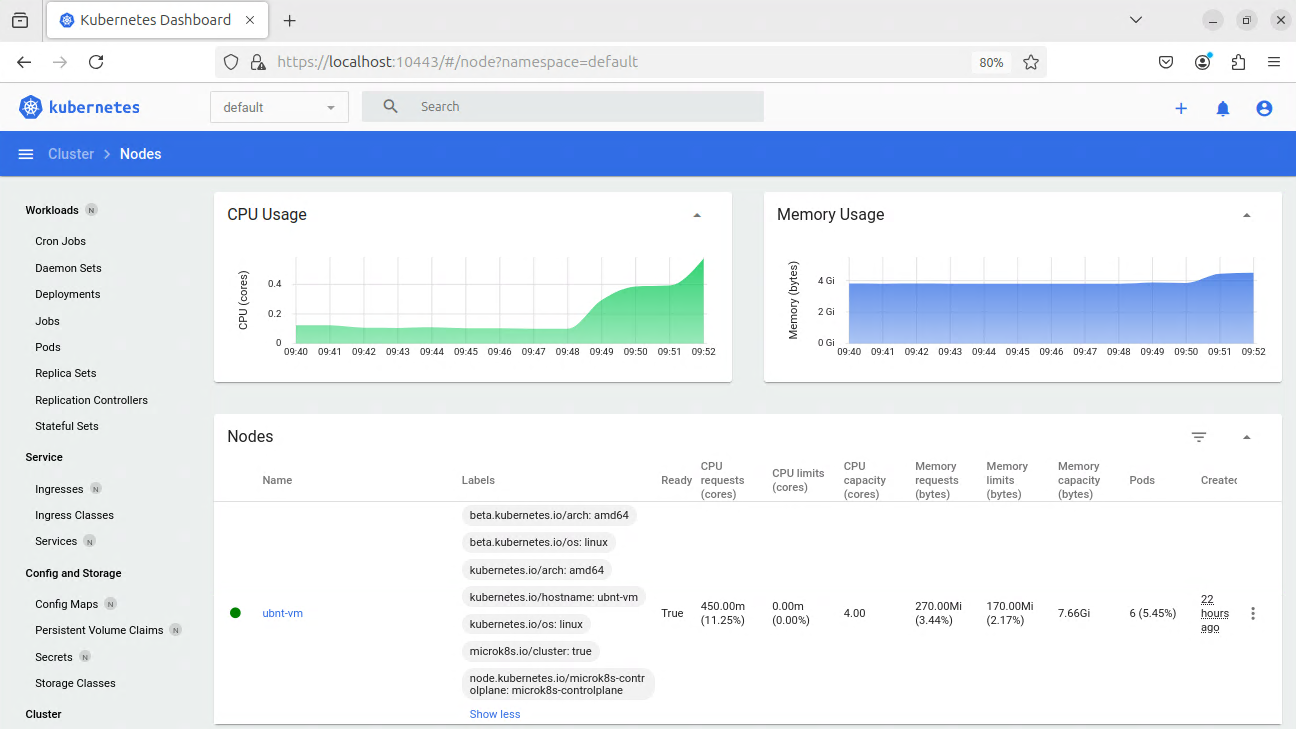 Kubernetes Dashboard
https://localhost:10443/#/node?namespace=default
80%
kubernetes
default
Search
Cluster
Nodes
Workloads
N
Cron Jobs
Daemon Sets
Deployments
Jobs
Pods
Replica Sets
Replication Controllers
Stateful Sets
Service
Ingresses
N
Ingress Classes
Services
N
Config and Storage
Config Maps
N
Persistent Volume Claims
N
Secrets
N
Storage Classes
Cluster
CPU Usage
CPU (cores)
0.4
0.2
0
09:40 09:41 09:42 09:43 09:44 09:45 09:46 09:47 09:48 09:49 09:50 09:51 09:52
Memory Usage
Memory (bytes)
4 Gi
2 Gi
0 Gi
09:40 09:41 09:42 09:43 09:44 09:45 09:46 09:47 09:48 09:49 09:50 09:51 09:52
Nodes
Name
Labels
Ready
CPU
requests
(cores)
CPU limits
(cores)
CPU
capacity
(cores)
Memory
requests
(bytes)
Memory
limits
(bytes)
Memory
capacity
(bytes)
Pods
Created
ubnt-vm
beta.kubernetes.io/arch: amd64
beta.kubernetes.io/os: linux
kubernetes.io/arch: amd64
kubernetes.io/hostname: ubnt-vm
kubernetes.io/os: linux
microk8s.io/cluster: true
node.kubernetes.io/microk8s-contr
olplane: microk8s-controlplane
Show less
True
450.00m
(11.25%)
0.00m
(0.00%)
4.00
270.00Mi
(3.44%)
170.00Mi
(2.17%)
7.66Gi
6 (5.45%)
22
hours
ago